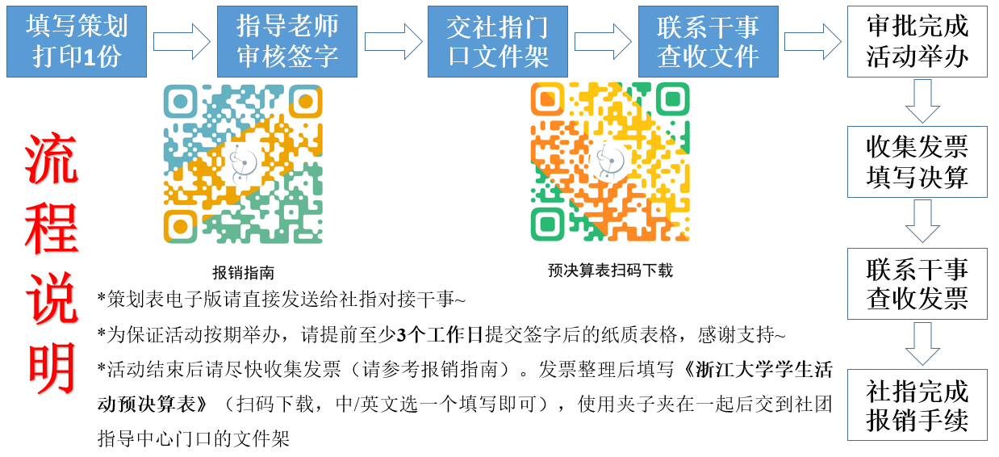 填写策划
打印1份
指导老师
审核签字
交社指门
口文件架
联系干事
查收文件
审批完成
活动举办
收集发票
填写决算
联系干事
查收发票
社指完成
报销手续
流
程
说
明
报销指南
预决算表扫码下载
*策划表电子版请直接发送给社指对接干事~
*为保证活动按期举办，请提前至少3个工作日提交签字后的纸质表格，感谢支持~
*活动结束后请尽快收集发票（请参考报销指南）。发票整理后填写《浙江大学学生活
动预决算表》（扫码下载，中/英文选一个填写即可），使用夹子夹在一起后交到社团
指导中心门口的文件架